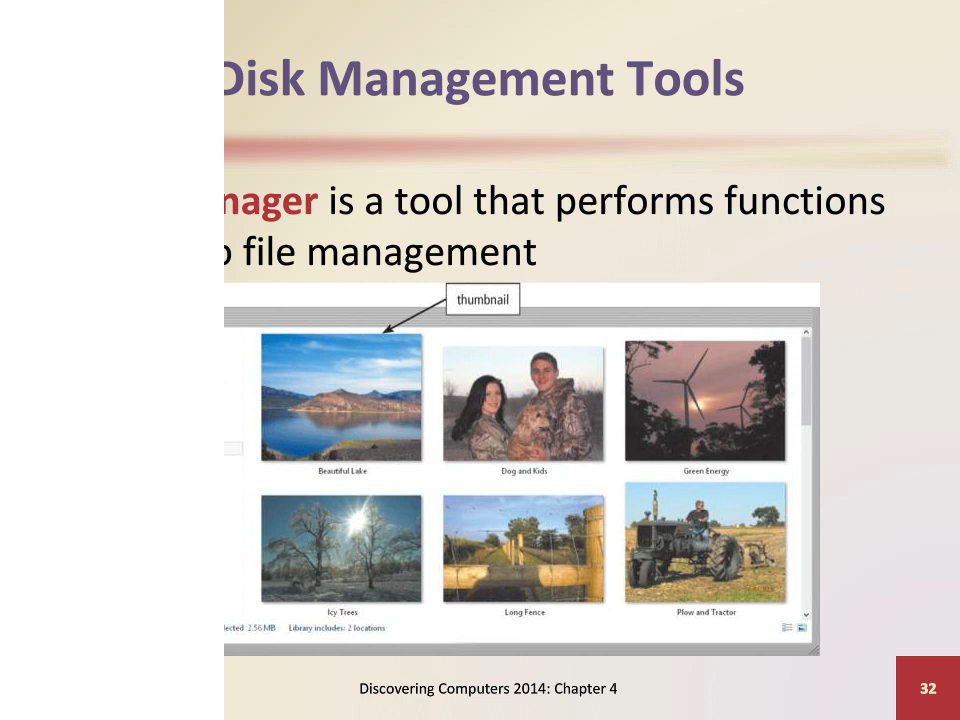 Disk Management Tools
is a tool that performs functions
file management
thumbnail
Beautiful Lake
Dog and Kids
Green Energy
Icy Trees
Long Fence
Plow and Tractor
2.56 MB Library includes: 2 locations
Discovering Computers 2014: Chapter 4
32